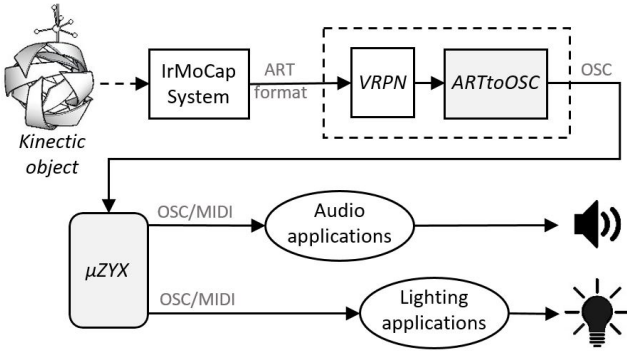 Kinectic
object
IrMoCap
System
ART
format
VRPN
ARTtoOSC
OSC
μZYX
OSC/MIDI
Audio
applications
OSC/MIDI
Lighting
applications